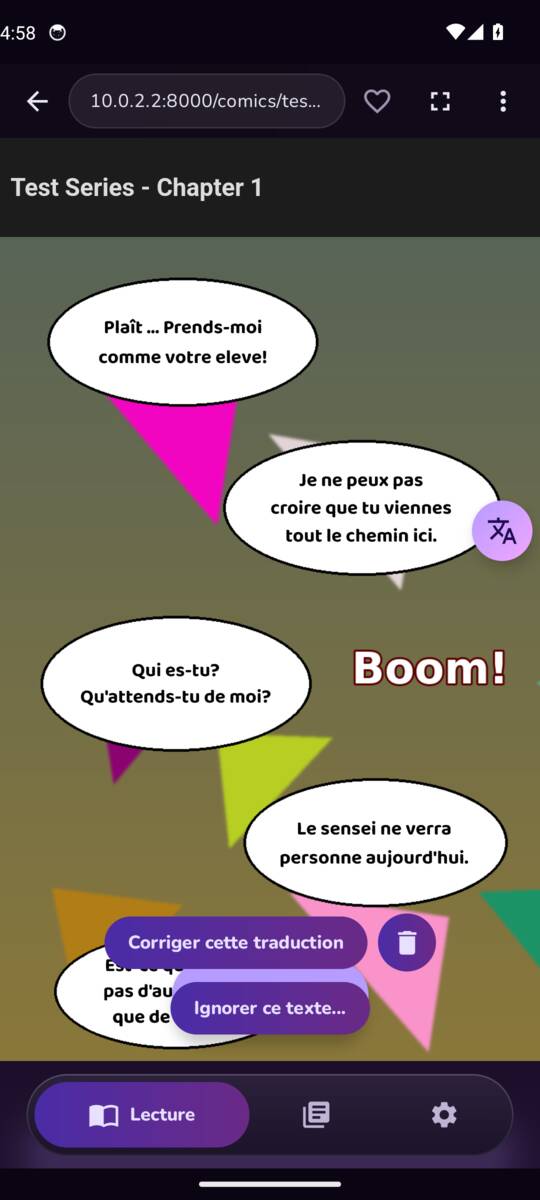 4:58
10.0.2.2:8000/comics/tes...
Test Series - Chapter 1
Plaît ... Prends-moi
comme votre eleve!
Je ne peux pas
croire que tu viennes
tout le chemin ici.
Qui es-tu?
Qu'attends-tu de moi?
Boom!
Le sensei ne verra
personne aujourd'hui.
Corriger cette traduction
pas d'au
que de
Ignorer ce texte...
Lecture